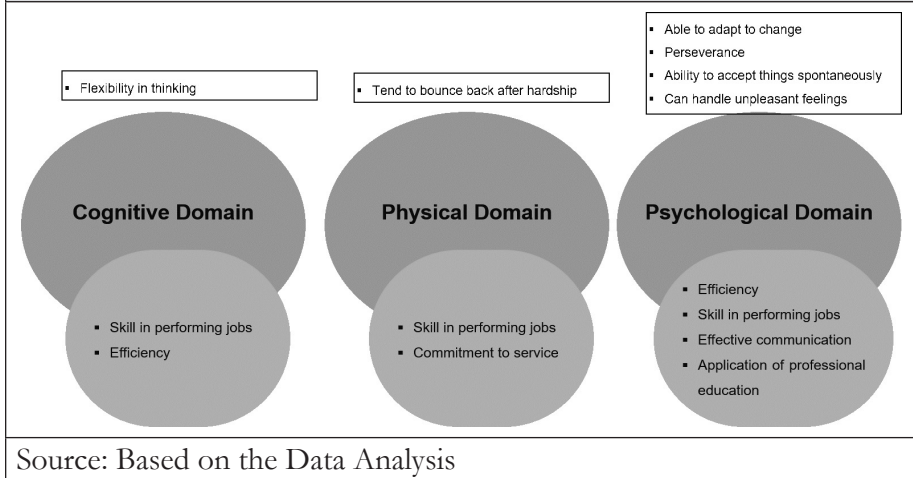 ▪ Flexibility in thinking
▪ Tend to bounce back after hardship
▪ Able to adapt to change
▪ Perseverance
▪ Ability to accept things spontaneously
▪ Can handle unpleasant feelings
Cognitive Domain
Physical Domain
Psychological Domain
▪ Skill in performing jobs
▪ Efficiency
▪ Skill in performing jobs
▪ Commitment to service
▪ Efficiency
▪ Skill in performing jobs
▪ Effective communication
▪ Application of professional
education
Source: Based on the Data Analysis